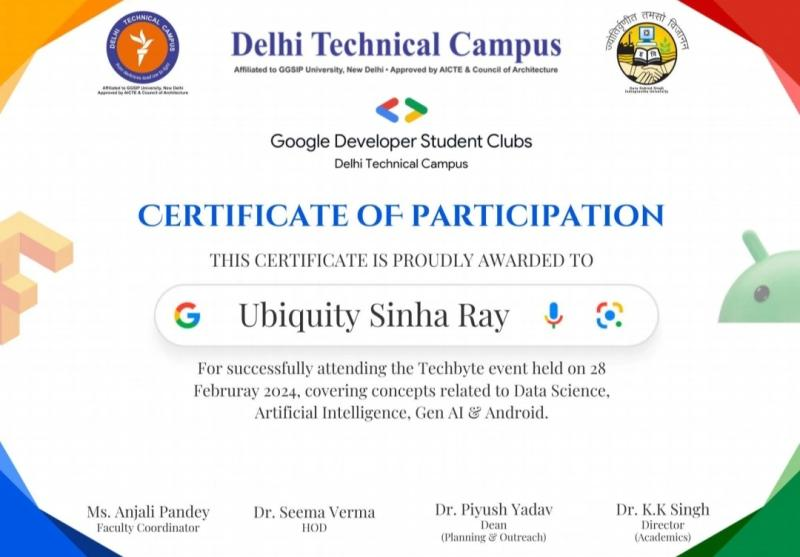 DELHI TECHNICAL CAMPUS
Affiliated to GGSIP University, New Delhi
Approved by AICTE & Council of Architecture
Delhi Technical Campus
Affiliated to GGSIP University, New Delhi • Approved by AICTE & Council of Architecture
ज्योतिर्वृणीत तमसो विजानन
Guru Gobind Singh
Indraprastha University
Google Developer Student Clubs
Delhi Technical Campus
CERTIFICATE OF PARTICIPATION
THIS CERTIFICATE IS PROUDLY AWARDED TO
G Ubiquity Sinha Ray
For successfully attending the Techbyte event held on 28
Februray 2024, covering concepts related to Data Science,
Artificial Intelligence, Gen AI & Android.
Ms. Anjali Pandey
Faculty Coordinator
Dr. Seema Verma
HOD
Dr. Piyush Yadav
Dean
(Planning & Outreach)
Dr. K.K Singh
Director
(Academics)